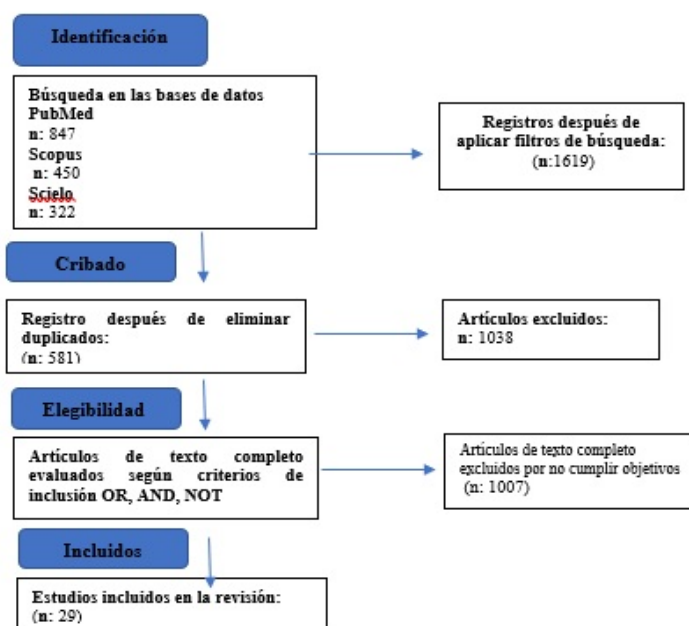 Identificación
Búsqueda en las bases de datos
PubMed
n: 847
Scopus
n: 450
Scielo
n: 322
Registros después de
aplicar filtros de búsqueda:
(n:1619)
Cribado
Registro después de eliminar
duplicados:
(n: 581)
Artículos excluidos:
n: 1038
Elegibilidad
Artículos de texto completo
evaluados según criterios de
inclusión OR, AND, NOT
Artículos de texto completo
excluidos por no cumplir objetivos
(n: 1007)
Incluidos
Estudios incluidos en la revisión:
(n: 29)